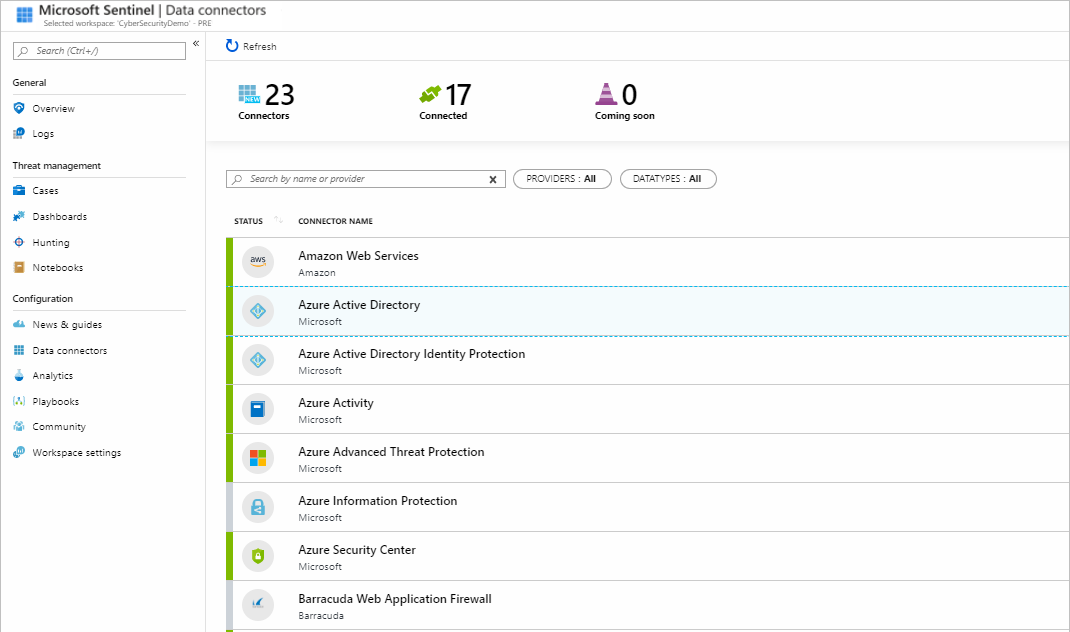 Microsoft Sentinel | Data connectors
Selected workspace: 'CyberSecurityDemo' - PRE
Search (Ctrl+/)
«
General
Overview
Logs
Threat management
Cases
Dashboards
Hunting
Notebooks
Configuration
News & guides
Data connectors
Analytics
Playbooks
Community
Workspace settings
Refresh
NEW 23
Connectors
17
Connected
0
Coming soon
Search by name or provider x
PROVIDERS : All
DATATYPES : All
STATUS ↑↓ CONNECTOR NAME
aws
Amazon Web Services
Amazon
Azure Active Directory
Microsoft
Azure Active Directory Identity Protection
Microsoft
Azure Activity
Microsoft
Azure Advanced Threat Protection
Microsoft
Azure Information Protection
Microsoft
Azure Security Center
Microsoft
Barracuda Web Application Firewall
Barracuda